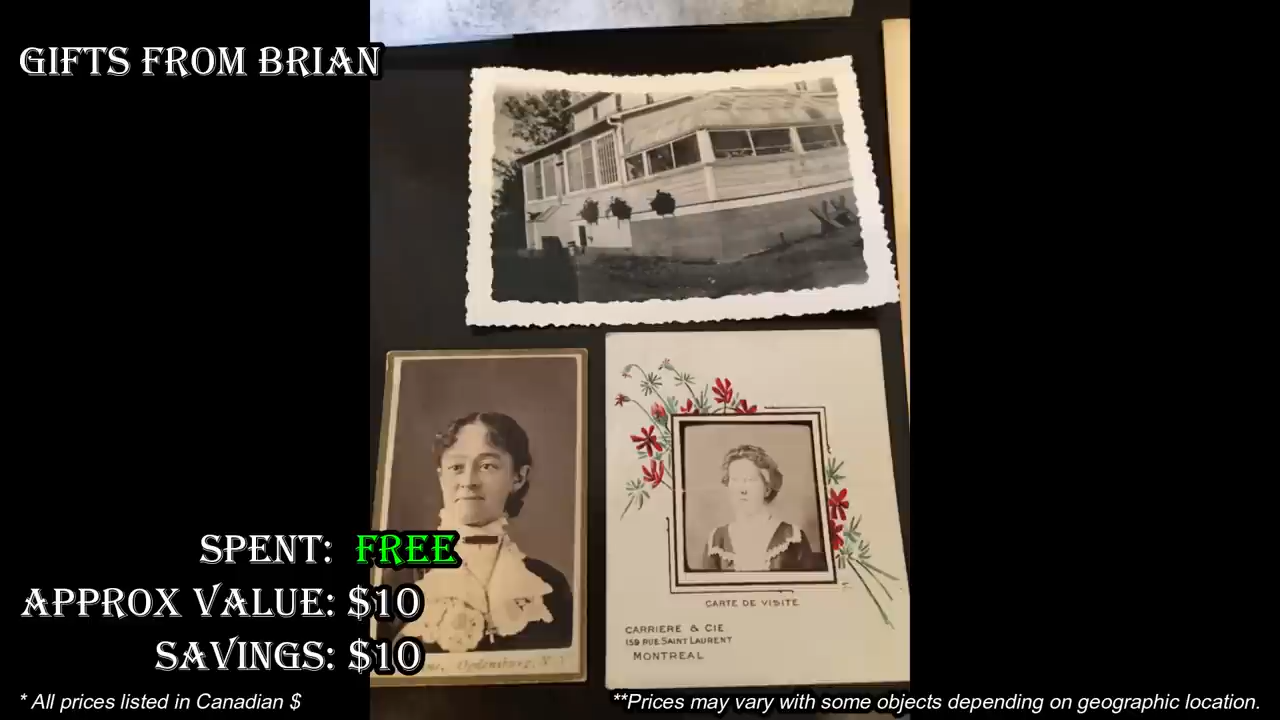 GIFTS FROM BRIAN
CARTE DE VISITE
CARRIERE & CIE
159 RUE SAINT LAURENT
MONTREAL
Ogdensburg, N.Y.
SPENT: FREE
APPROX VALUE: $10
SAVINGS: $10
* All prices listed in Canadian $
**Prices may vary with some objects depending on geographic location.